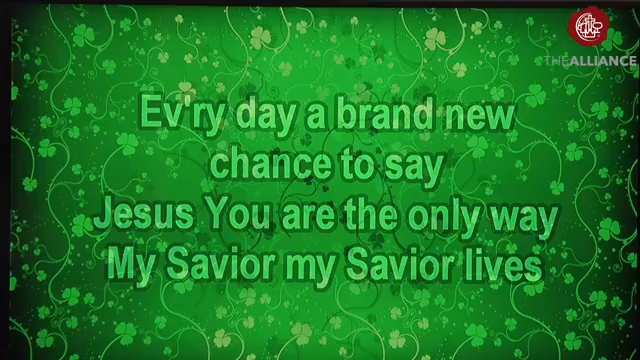 THEALLIANCE
Ev'ry day a brand new
chance to say
Jesus You are the only way
My Savior my Savior lives